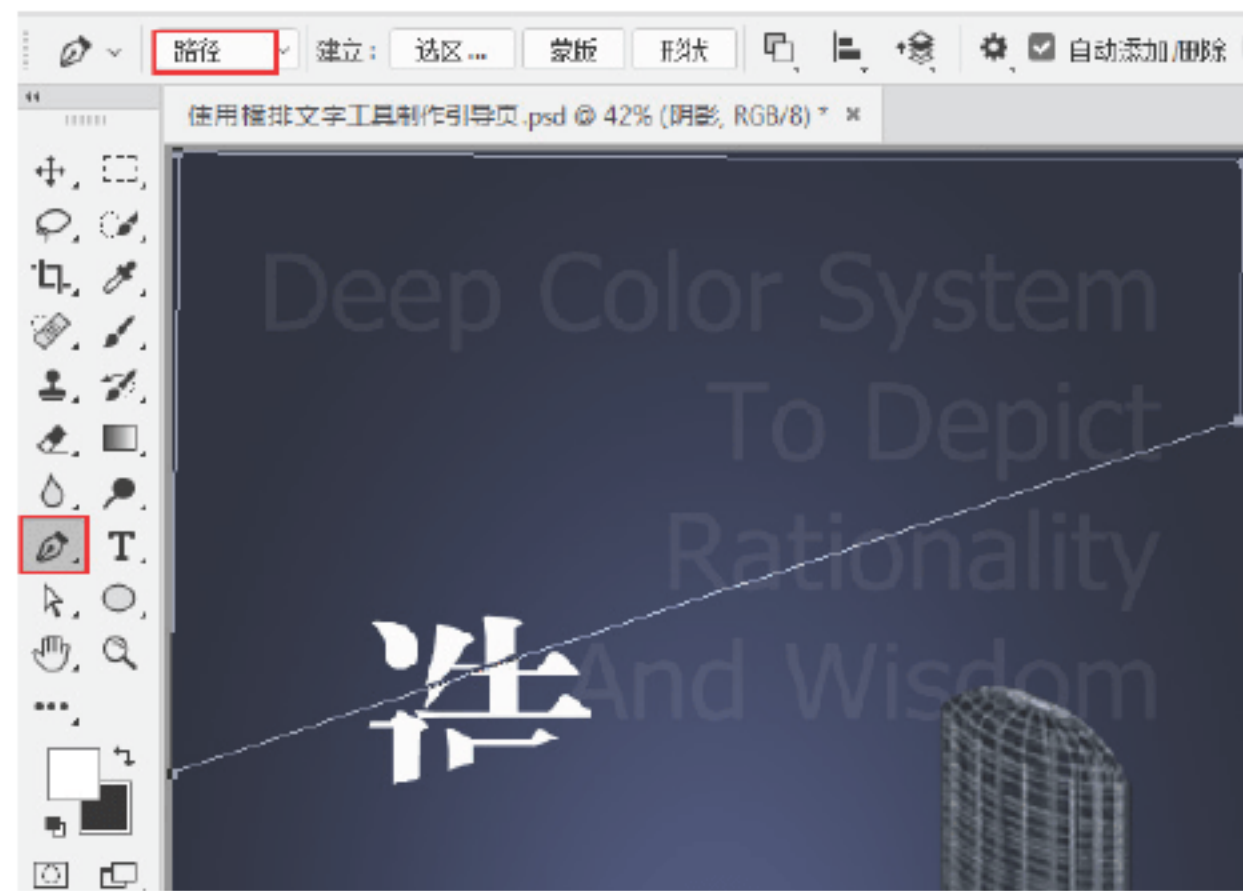 路径 建立： 选区... 蒙版 形状 自动添加/删除
使用横排文字工具制作引导页.psd @ 42% (阴影, RGB/8) * ×
Deep Color System
To Depict
Rationality
And Wisdom
T